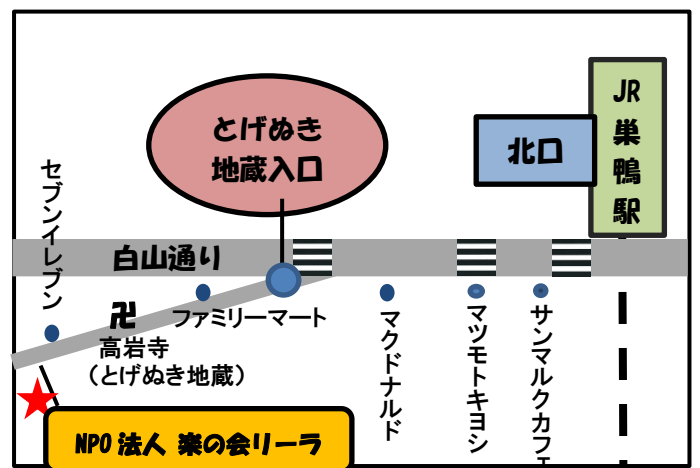 JR
巣
鴨
駅
北口
とげぬき
地蔵入口
セブンイレブン
白山通り
卍
ファミリーマート
高岩寺
（とげぬき地蔵）
マクドナルド
マツモトキヨシ
サンマルクカフェ
NPO 法人 楽の会リーラ